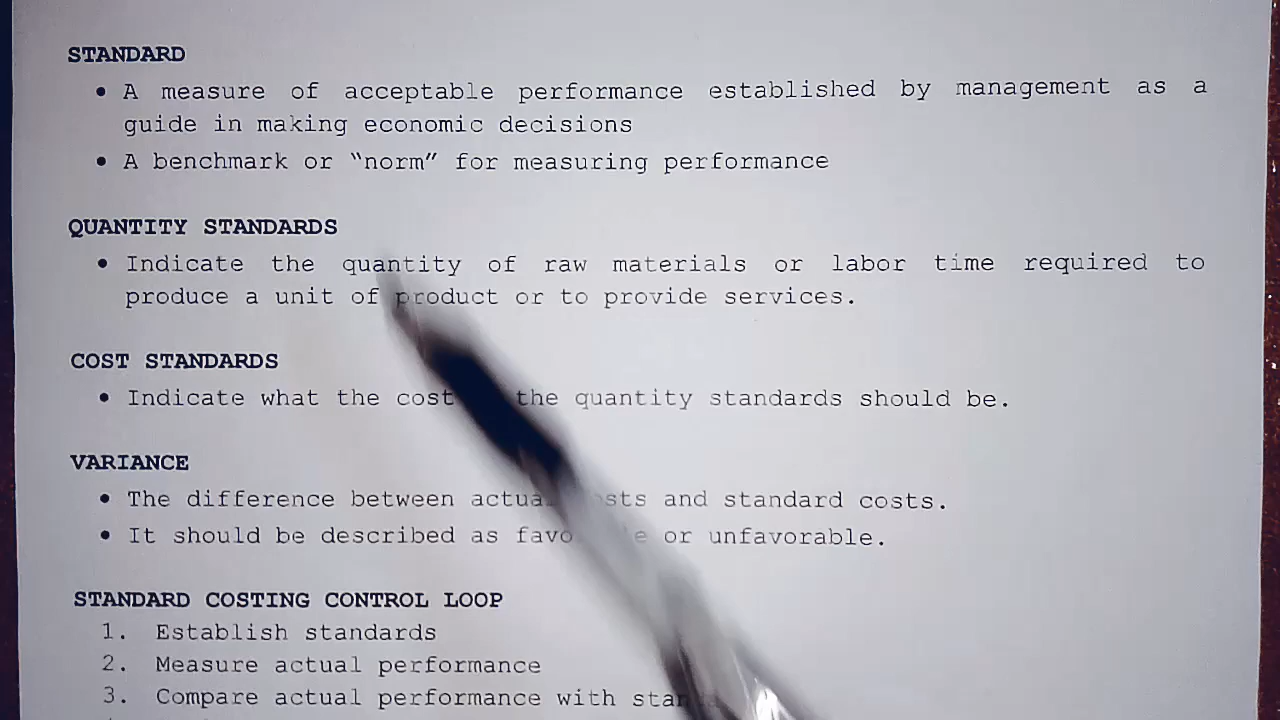 STANDARD
• A measure of acceptable performance established by management as a
guide in making economic decisions
• A benchmark or “norm” for measuring performance
QUANTITY STANDARDS
• Indicate the quantity of raw materials or labor time required to
produce a unit of product or to provide services.
COST STANDARDS
• Indicate what the cost the quantity standards should be.
VARIANCE
• The difference between actual costs and standard costs.
• It should be described as favorable or unfavorable.
STANDARD COSTING CONTROL LOOP
1. Establish standards
2. Measure actual performance
3. Compare actual performance with